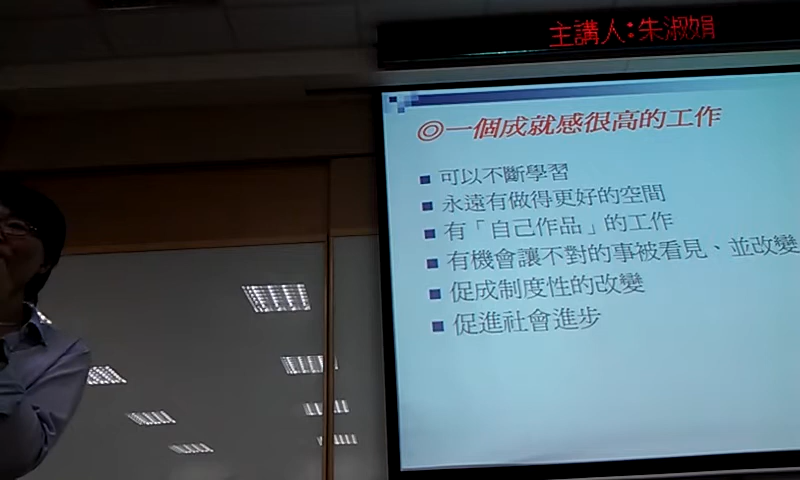 主講人:朱淑娟
◎一個成就感很高的工作
■ 可以不斷學習
■ 永遠有做得更好的空間
■ 有「自己作品」的工作
■ 有機會讓不對的事被看見、並改變
■ 促成制度性的改變
■ 促進社會進步